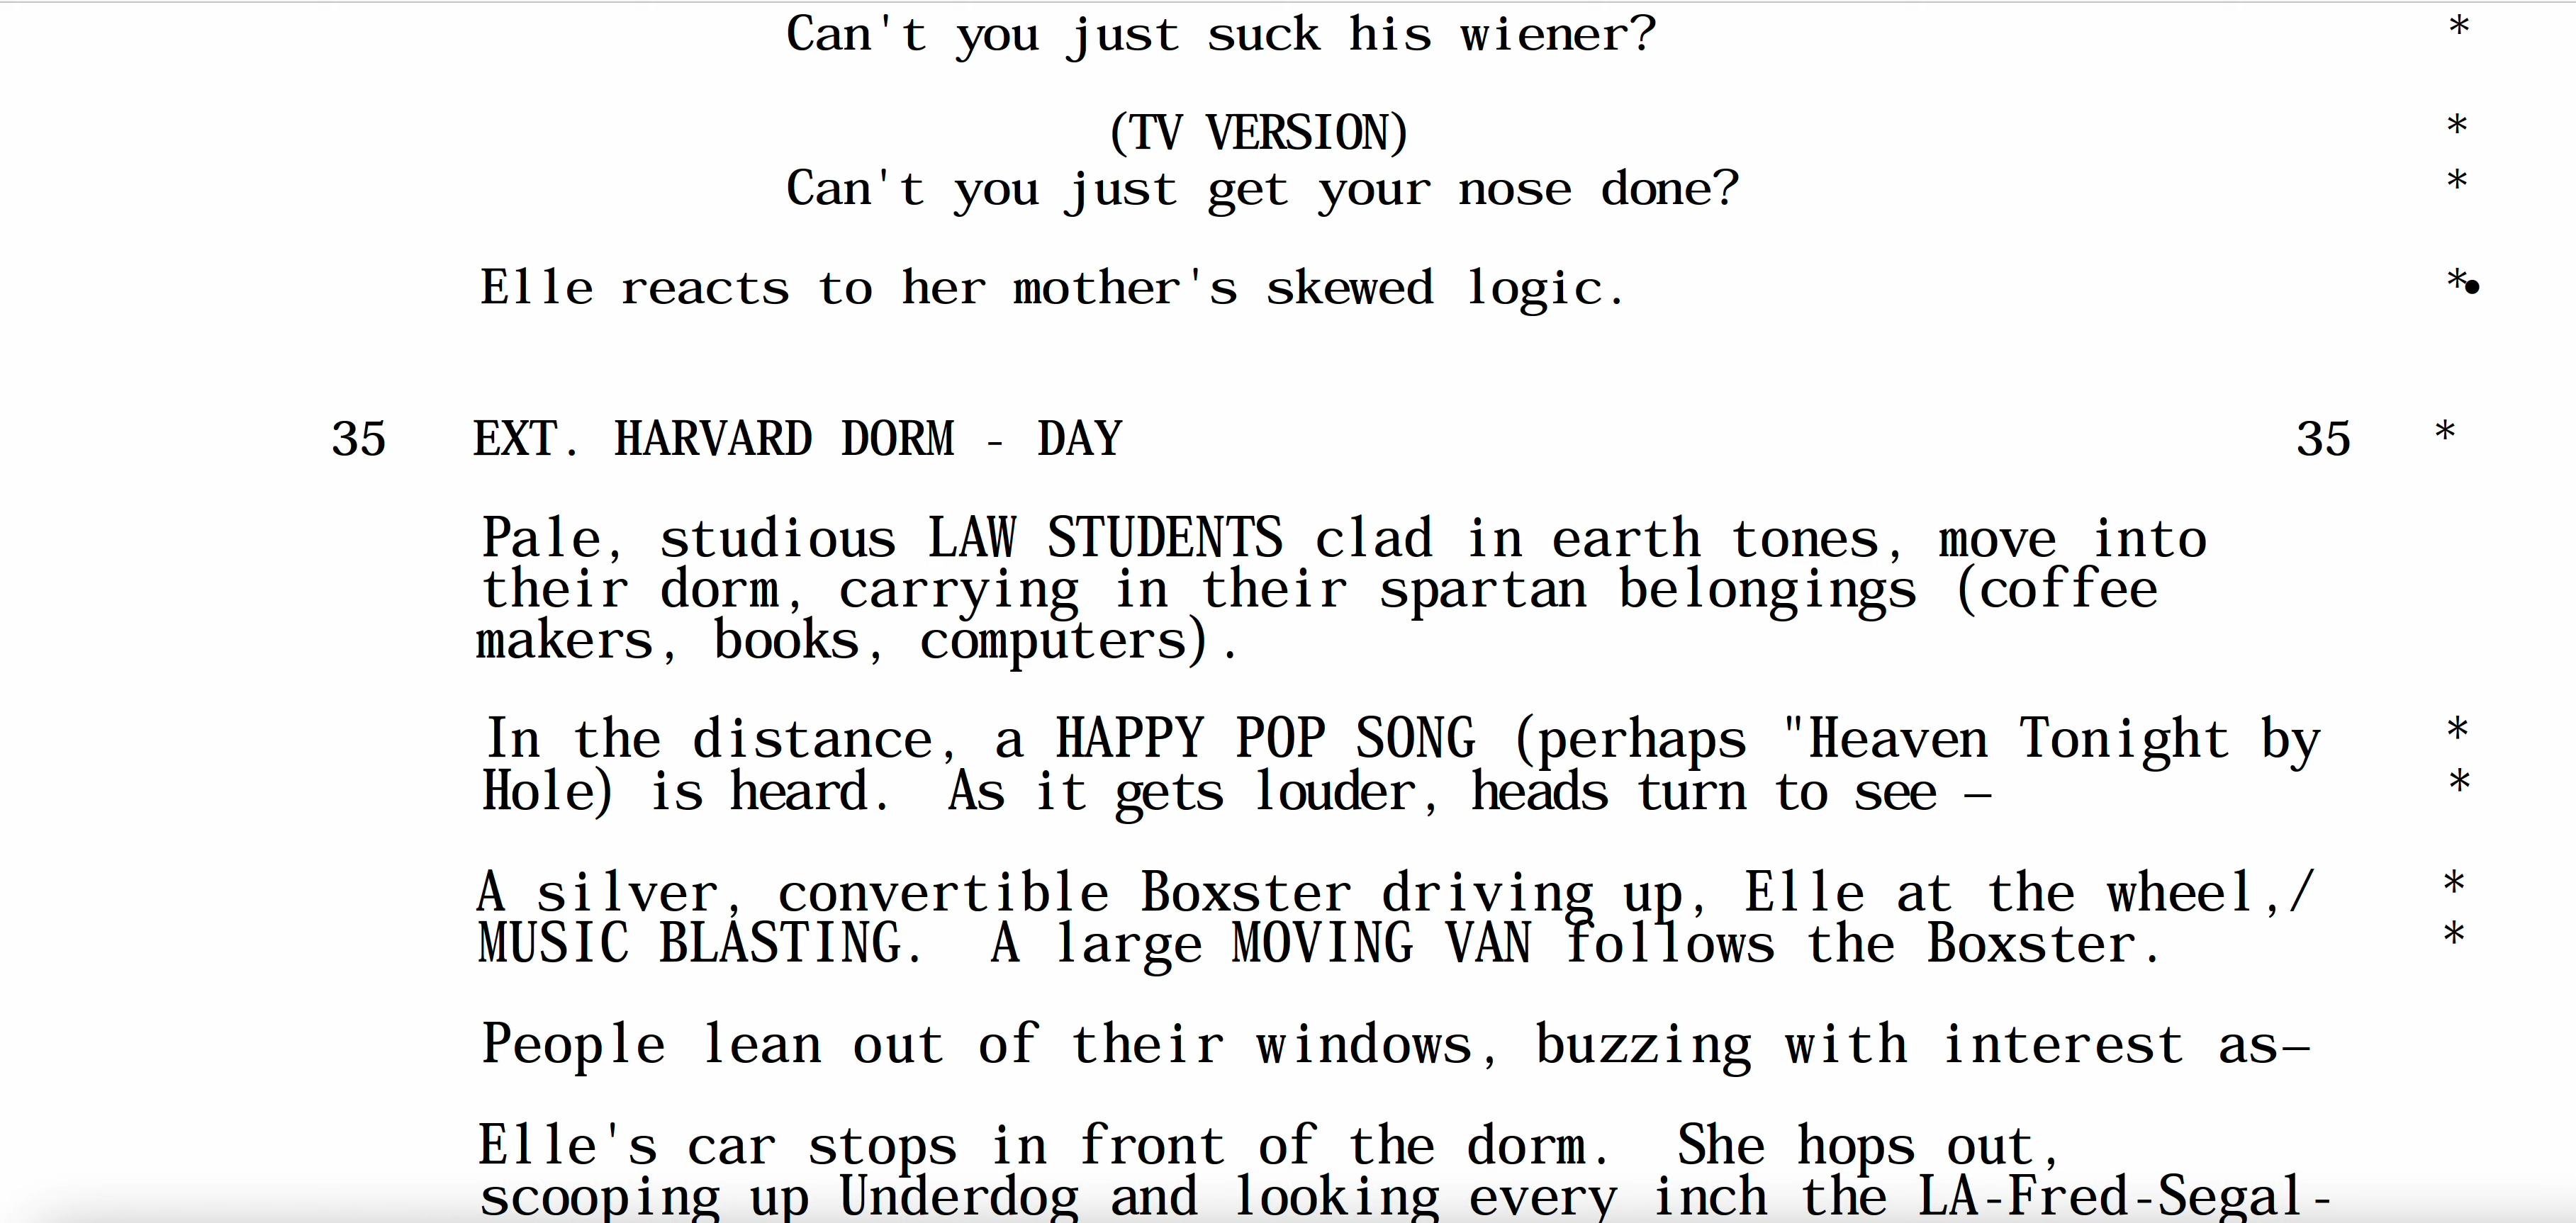 Can't you just suck his wiener? *
(TV VERSION) *
Can't you just get your nose done? *
Elle reacts to her mother's skewed logic. *•
35 EXT. HARVARD DORM - DAY 35 *
Pale, studious LAW STUDENTS clad in earth tones, move into
their dorm, carrying in their spartan belongings (coffee
makers, books, computers).
In the distance, a HAPPY POP SONG (perhaps "Heaven Tonight by *
Hole) is heard. As it gets louder, heads turn to see — *
A silver, convertible Boxster driving up, Elle at the wheel,/ *
MUSIC BLASTING. A large MOVING VAN follows the Boxster. *
People lean out of their windows, buzzing with interest as—
Elle's car stops in front of the dorm. She hops out,
scooping up Underdog and looking every inch the LA-Fred-Segal-